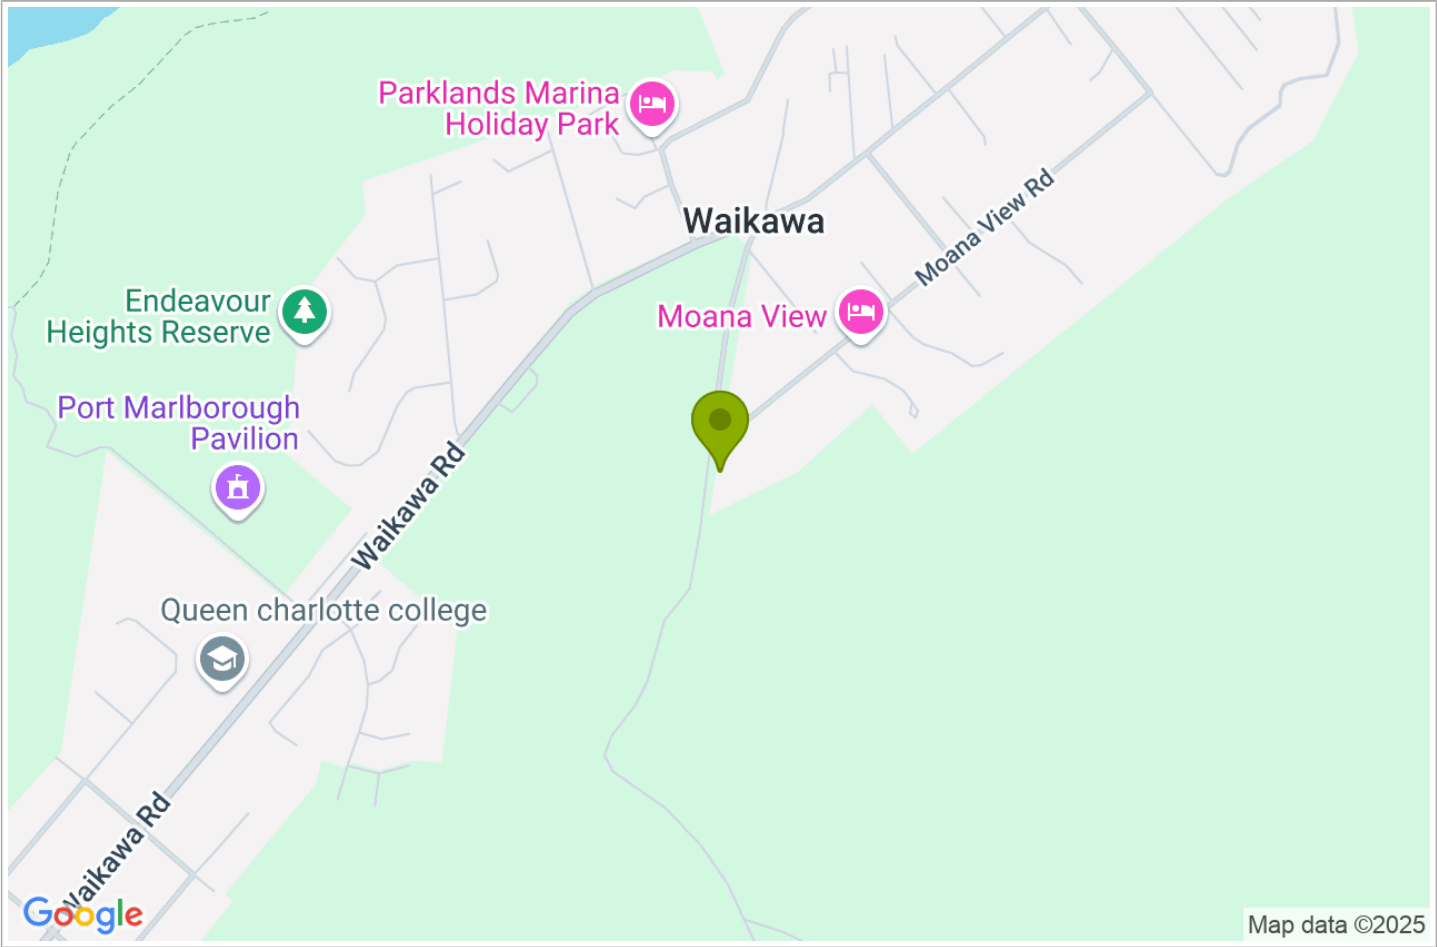 Parklands Marina
Holiday Park
Waikawa
Moana View Rd
Endeavour
Heights Reserve
Moana View
Port Marlborough
Pavilion
Waikawa Rd
Queen charlotte college
Waikawa Rd
Google
Map data ©2025